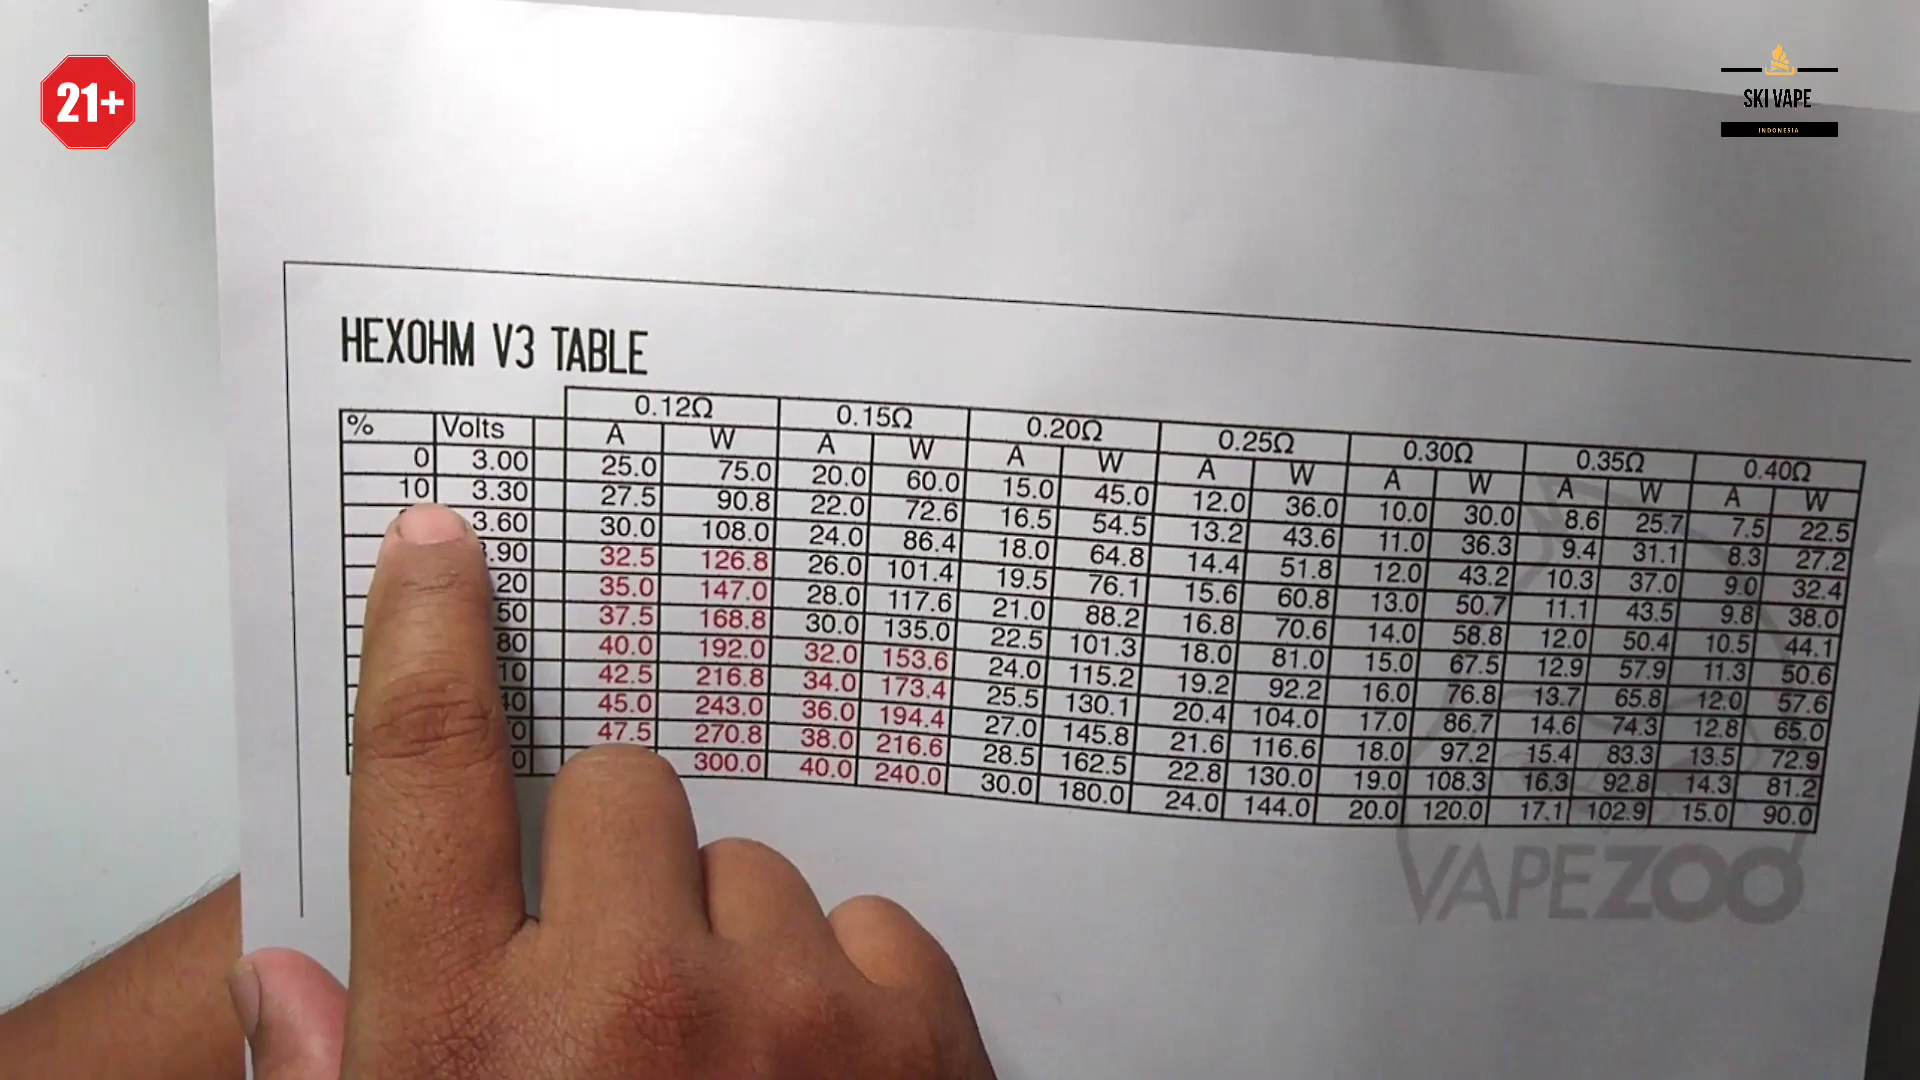 21+
SKI VAPE
INDONESIA
HEXOHM V3 TABLE
0.12Ω 0.15Ω 0.20Ω 0.25Ω 0.30Ω 0.35Ω 0.40Ω
% Volts A W A W A W A W A W A W A W
0 3.00 25.0 75.0 20.0 60.0 15.0 45.0 12.0 36.0 10.0 30.0 8.6 25.7 7.5 22.5
10 3.30 27.5 90.8 22.0 72.6 16.5 54.5 13.2 43.6 11.0 36.3 9.4 31.1 8.3 27.2
3.60 30.0 108.0 24.0 86.4 18.0 64.8 14.4 51.8 12.0 43.2 10.3 37.0 9.0 32.4
.90 32.5 126.8 26.0 101.4 19.5 76.1 15.6 60.8 13.0 50.7 11.1 43.5 9.8 38.0
20 35.0 147.0 28.0 117.6 21.0 88.2 16.8 70.6 14.0 58.8 12.0 50.4 10.5 44.1
50 37.5 168.8 30.0 135.0 22.5 101.3 18.0 81.0 15.0 67.5 12.9 57.9 11.3 50.6
80 40.0 192.0 32.0 153.6 24.0 115.2 19.2 92.2 16.0 76.8 13.7 65.8 12.0 57.6
10 42.5 216.8 34.0 173.4 25.5 130.1 20.4 104.0 17.0 86.7 14.6 74.3 12.8 65.0
40 45.0 243.0 36.0 194.4 27.0 145.8 21.6 116.6 18.0 97.2 15.4 83.3 13.5 72.9
0 47.5 270.8 38.0 216.6 28.5 162.5 22.8 130.0 19.0 108.3 16.3 92.8 14.3 81.2
0 300.0 40.0 240.0 30.0 180.0 24.0 144.0 20.0 120.0 17.1 102.9 15.0 90.0
VAPEZOO